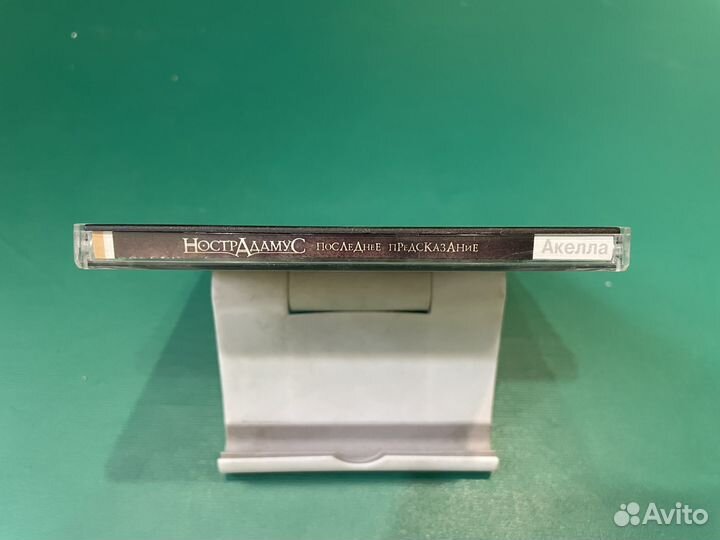 НострАдамуС последнее предсказание
Акелла
Avito